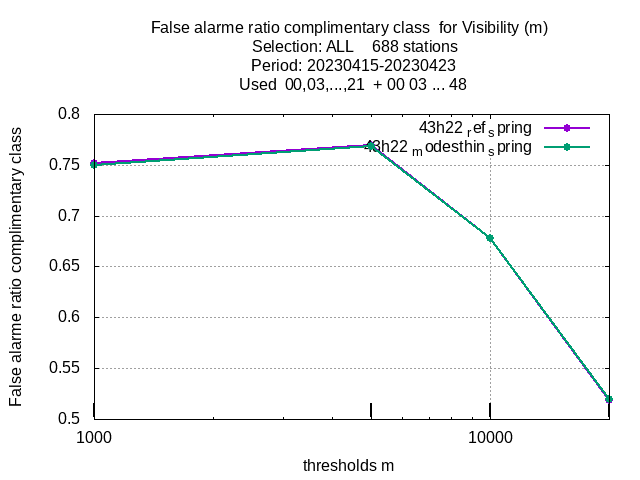 False alarme ratio complimentary class  for Visibility (m)
Selection: ALL    688 stations
Period: 20230415-20230423
Used  00,03,...,21  + 00 03 ... 48
43h22 ref spring
43h22 modesthin spring
0.8
0.75
0.7
0.65
0.6
0.55
0.5
1000
10000
thresholds m
False alarme ratio complimentary class